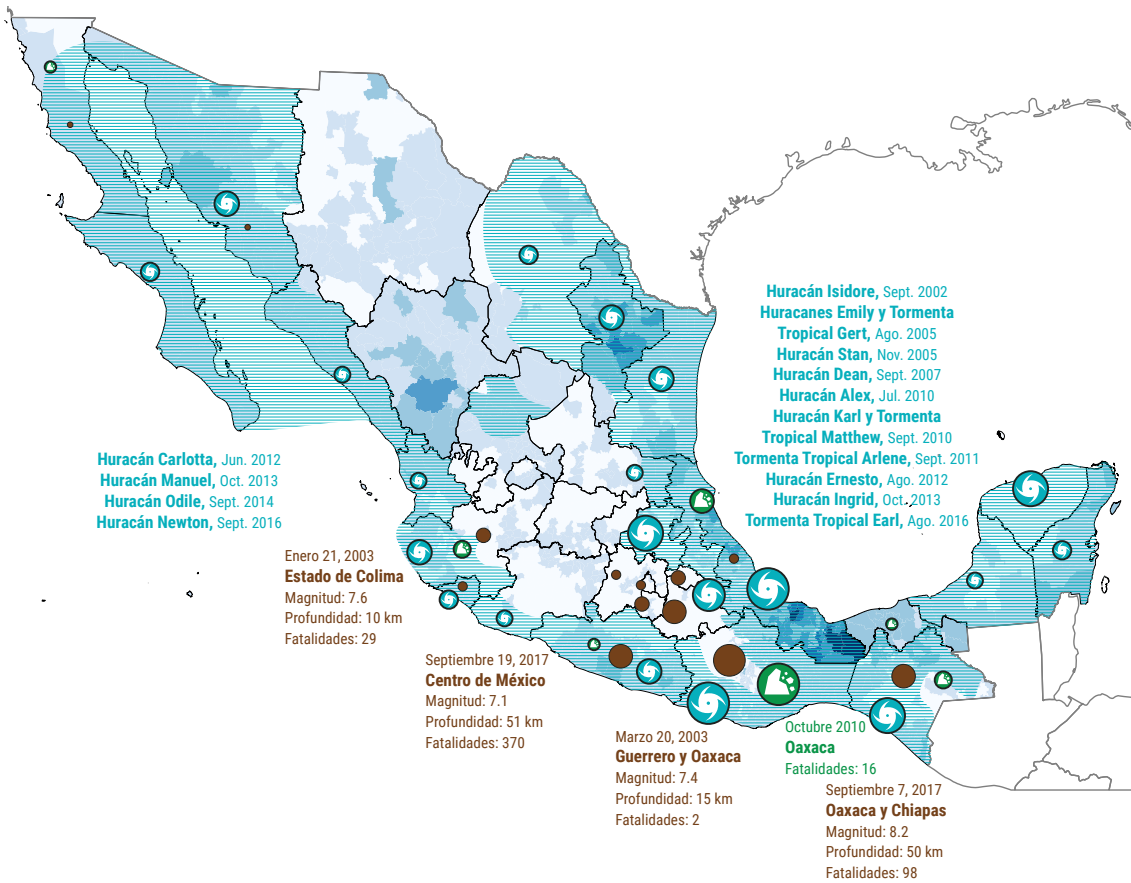 Huracán Isidore, Sept. 2002
Huracanes Emily y Tormenta
Tropical Gert, Ago. 2005
Huracán Stan, Nov. 2005
Huracán Dean, Sept. 2007
Huracán Alex, Jul. 2010
Huracán Karl y Tormenta
Tropical Matthew, Sept. 2010
Tormenta Tropical Arlene, Sept. 2011
Huracán Ernesto, Ago. 2012
Huracán Ingrid, Oct. 2013
Tormenta Tropical Earl, Ago. 2016
Huracán Carlotta, Jun. 2012
Huracán Manuel, Oct. 2013
Huracán Odile, Sept. 2014
Huracán Newton, Sept. 2016
Enero 21, 2003
Estado de Colima
Magnitud: 7.6
Profundidad: 10 km
Fatalidades: 29
Septiembre 19, 2017
Centro de México
Magnitud: 7.1
Profundidad: 51 km
Fatalidades: 370
Marzo 20, 2003
Guerrero y Oaxaca
Magnitud: 7.4
Profundidad: 15 km
Fatalidades: 2
Octubre 2010
Oaxaca
Fatalidades: 16
Septiembre 7, 2017
Oaxaca y Chiapas
Magnitud: 8.2
Profundidad: 50 km
Fatalidades: 98